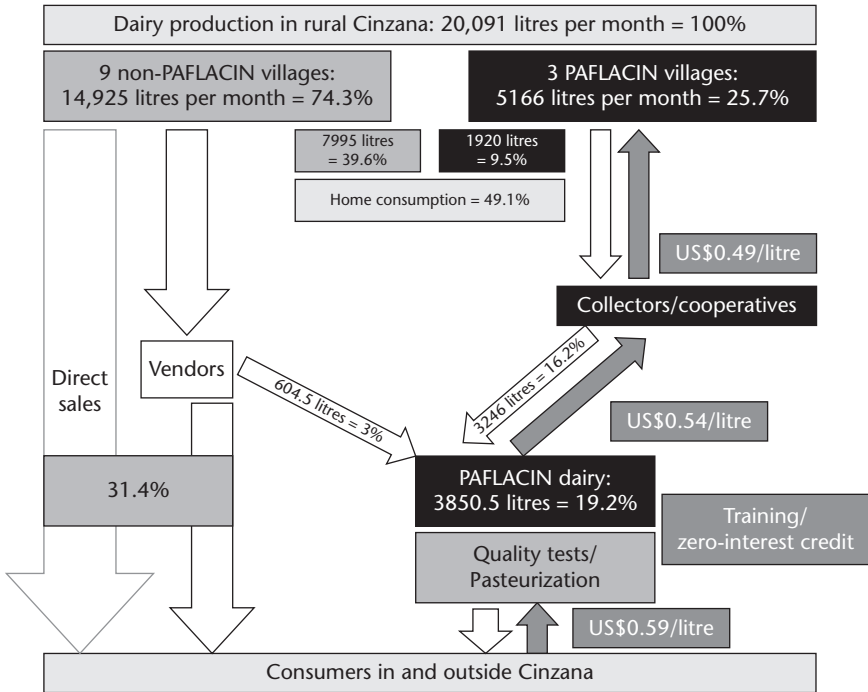 Dairy production in rural Cinzana: 20,091 litres per month = 100%
9 non-PAFLACIN villages:
14,925 litres per month = 74.3%
3 PAFLACIN villages:
5166 litres per month = 25.7%
7995 litres
= 39.6%
1920 litres
= 9.5%
Home consumption = 49.1%
US$0.49/litre
Collectors/cooperatives
Vendors
Direct
sales
604.5 litres = 3%
3246 litres = 16.2%
US$0.54/litre
31.4%
PAFLACIN dairy:
3850.5 litres = 19.2%
Training/
zero-interest credit
Quality tests/
Pasteurization
US$0.59/litre
Consumers in and outside Cinzana